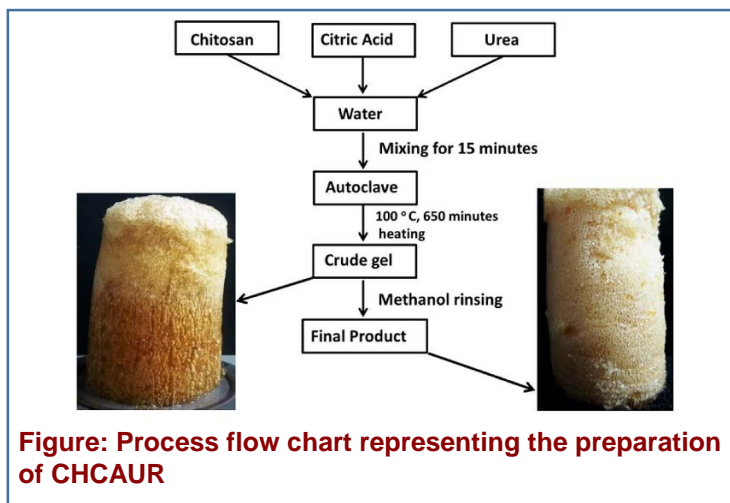 Chitosan
Citric Acid
Urea
Water
Mixing for 15 minutes
Autoclave
100 ° C, 650 minutes
heating
Crude gel
Methanol rinsing
Final Product
Figure: Process flow chart representing the preparation
of CHCAUR